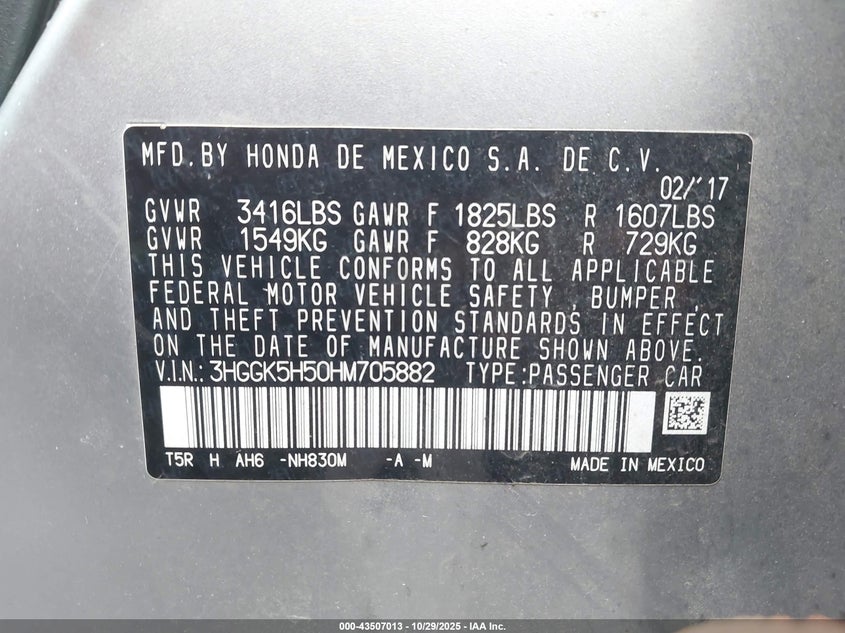 MFD. BY HONDA DE MEXICO S.A. DE C.V.
02/'17
GVWR 3416LBS GAWR F 1825LBS R 1607LBS
GVWR 1549KG GAWR F 828KG R 729KG
THIS VEHICLE CONFORMS TO ALL APPLICABLE
FEDERAL MOTOR VEHICLE SAFETY, BUMPER,
AND THEFT PREVENTION STANDARDS IN EFFECT
ON THE DATE OF MANUFACTURE SHOWN ABOVE.
V.I.N.: 3HGGK5H50HM705882 TYPE:PASSENGER CAR
T5R H AH6 -NH830M -A -M MADE IN MEXICO
000-43507013 - 10/29/2025 - IAA Inc.